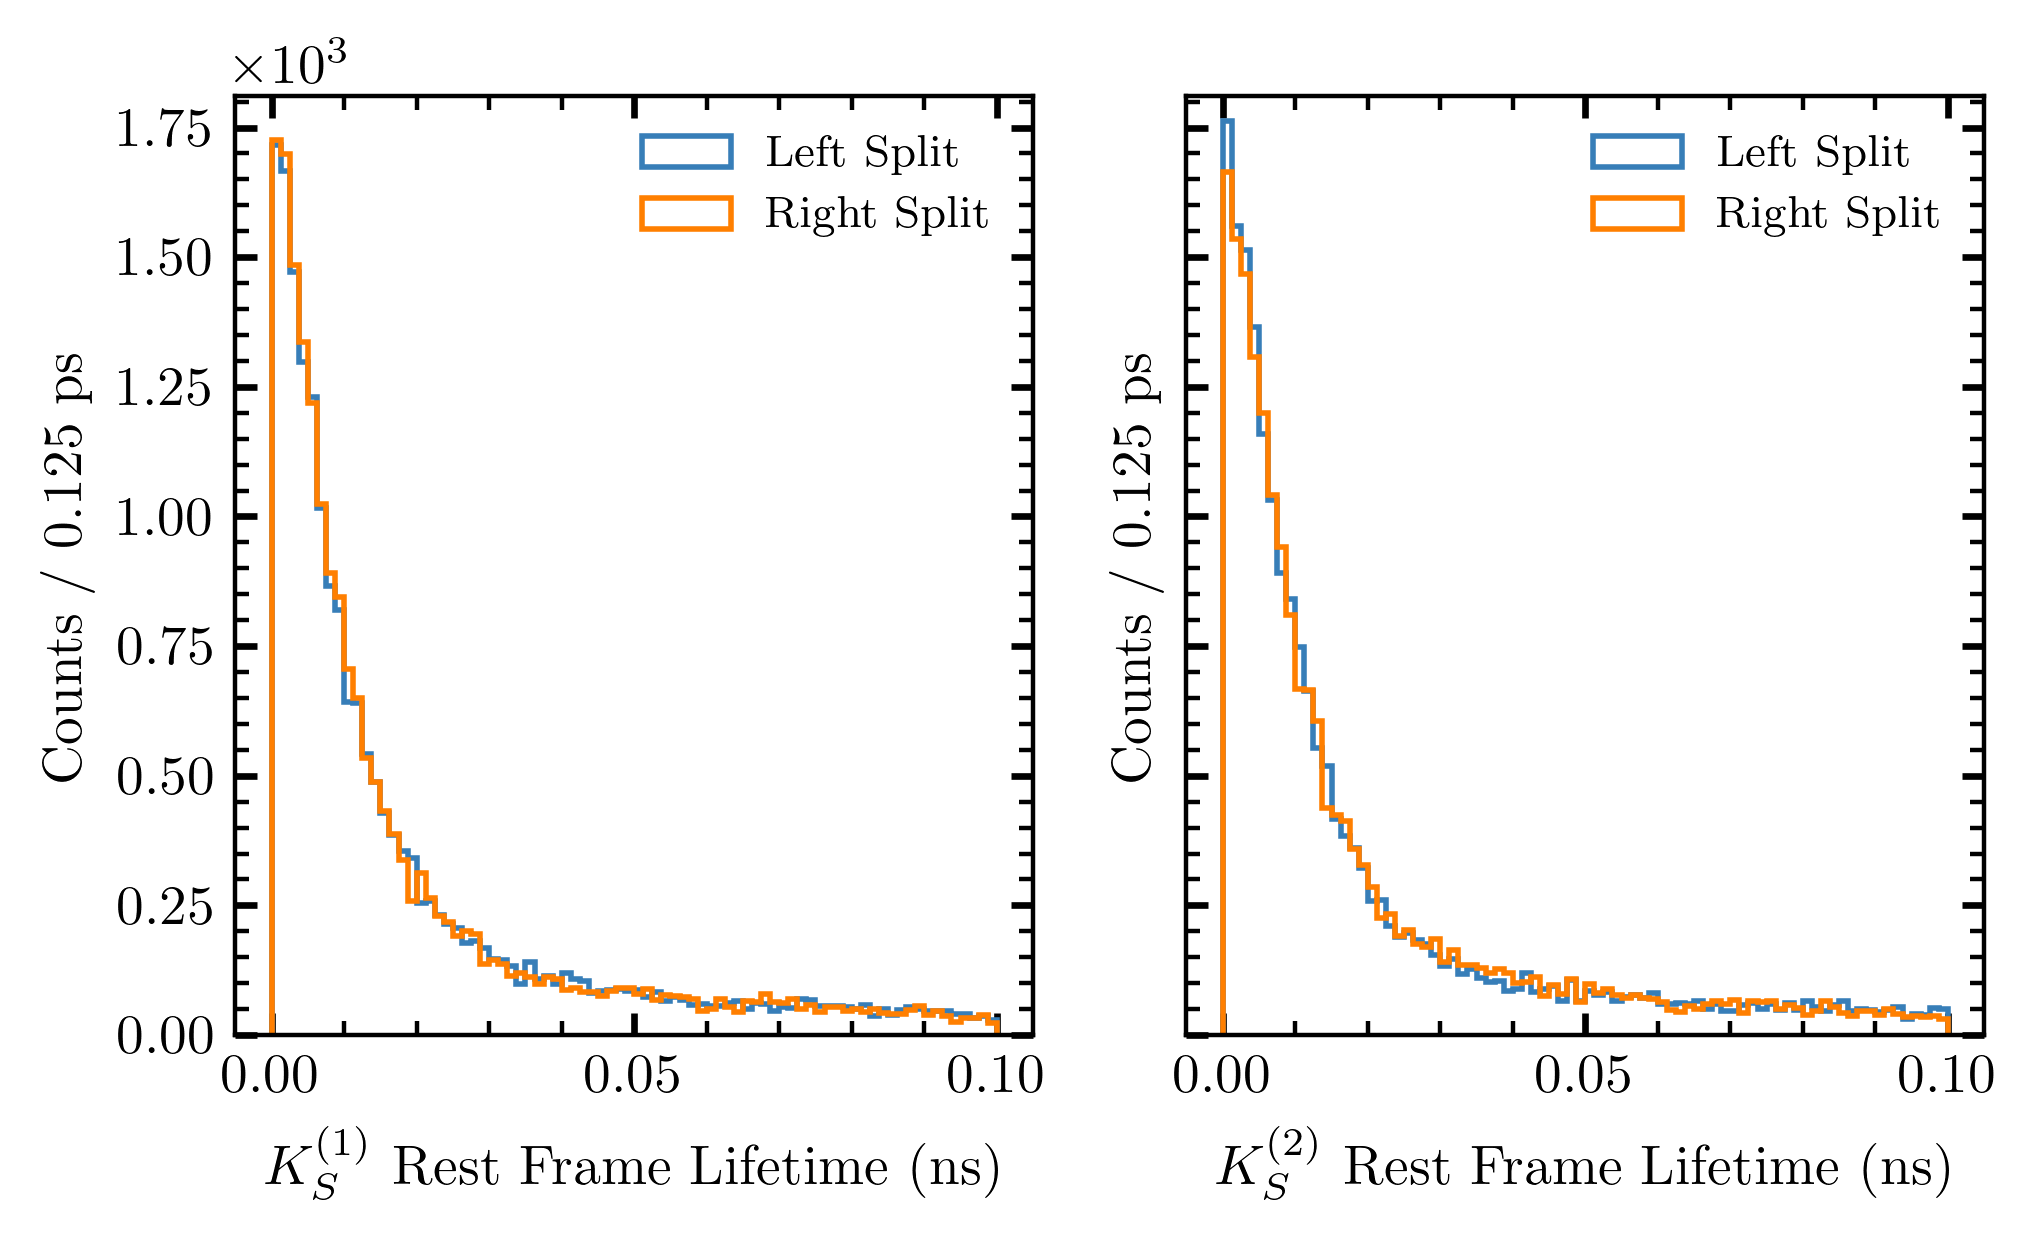 ×10³
1.75
1.50
1.25
1.00
0.75
0.50
0.25
0.00
Counts / 0.125 ps
Left Split
Right Split
0.00 0.05 0.10
K_S^{(1)} Rest Frame Lifetime (ns)
Counts / 0.125 ps
Left Split
Right Split
0.00 0.05 0.10
K_S^{(2)} Rest Frame Lifetime (ns)